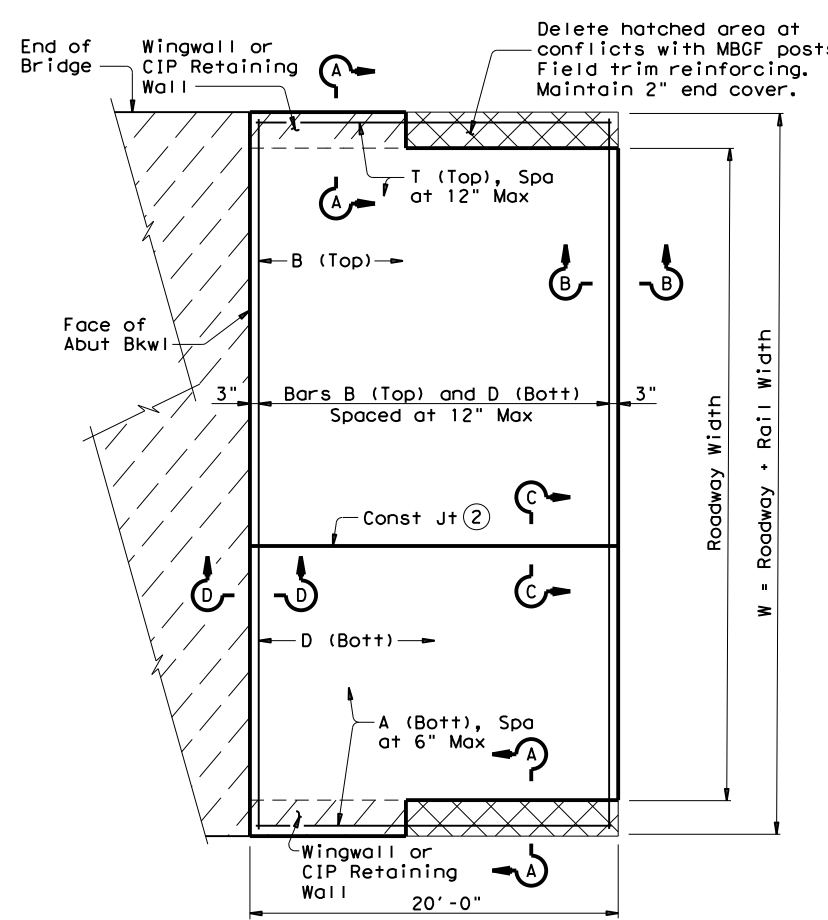 End of
Bridge
Wingwall or
CIP Retaining
Wall
A
Delete hatched area at
conflicts with MBGF posts
Field trim reinforcing.
Maintain 2" end cover.
A
T (Top), Spa
at 12" Max
B (Top)
B
B
Face of
Abut Bkwl
3"
Bars B (Top) and D (Bott)
Spaced at 12" Max
3"
Roadway Width
W = Roadway + Rail Width
C
Const Jt 2
D
D
C
D (Bott)
A (Bott), Spa
at 6" Max
A
Wingwall or
CIP Retaining
Wall
A
20'-0"